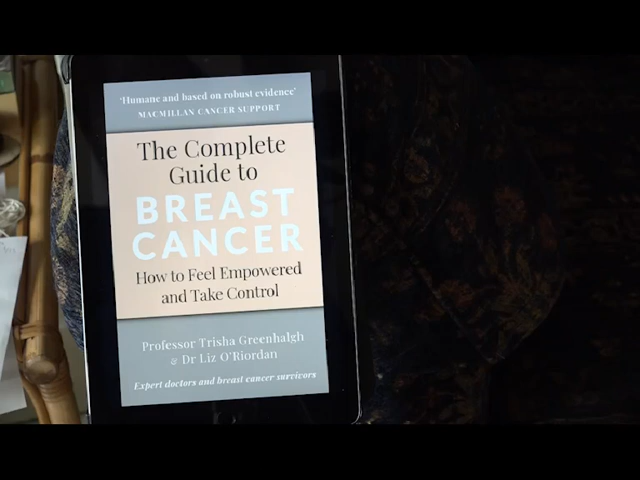 'Humane and based on robust evidence'
MACMILLAN CANCER SUPPORT
The Complete
Guide to
BREAST
CANCER
How to Feel Empowered
and Take Control
Professor Trisha Greenhalgh
& Dr Liz O'Riordan
Expert doctors and breast cancer survivors